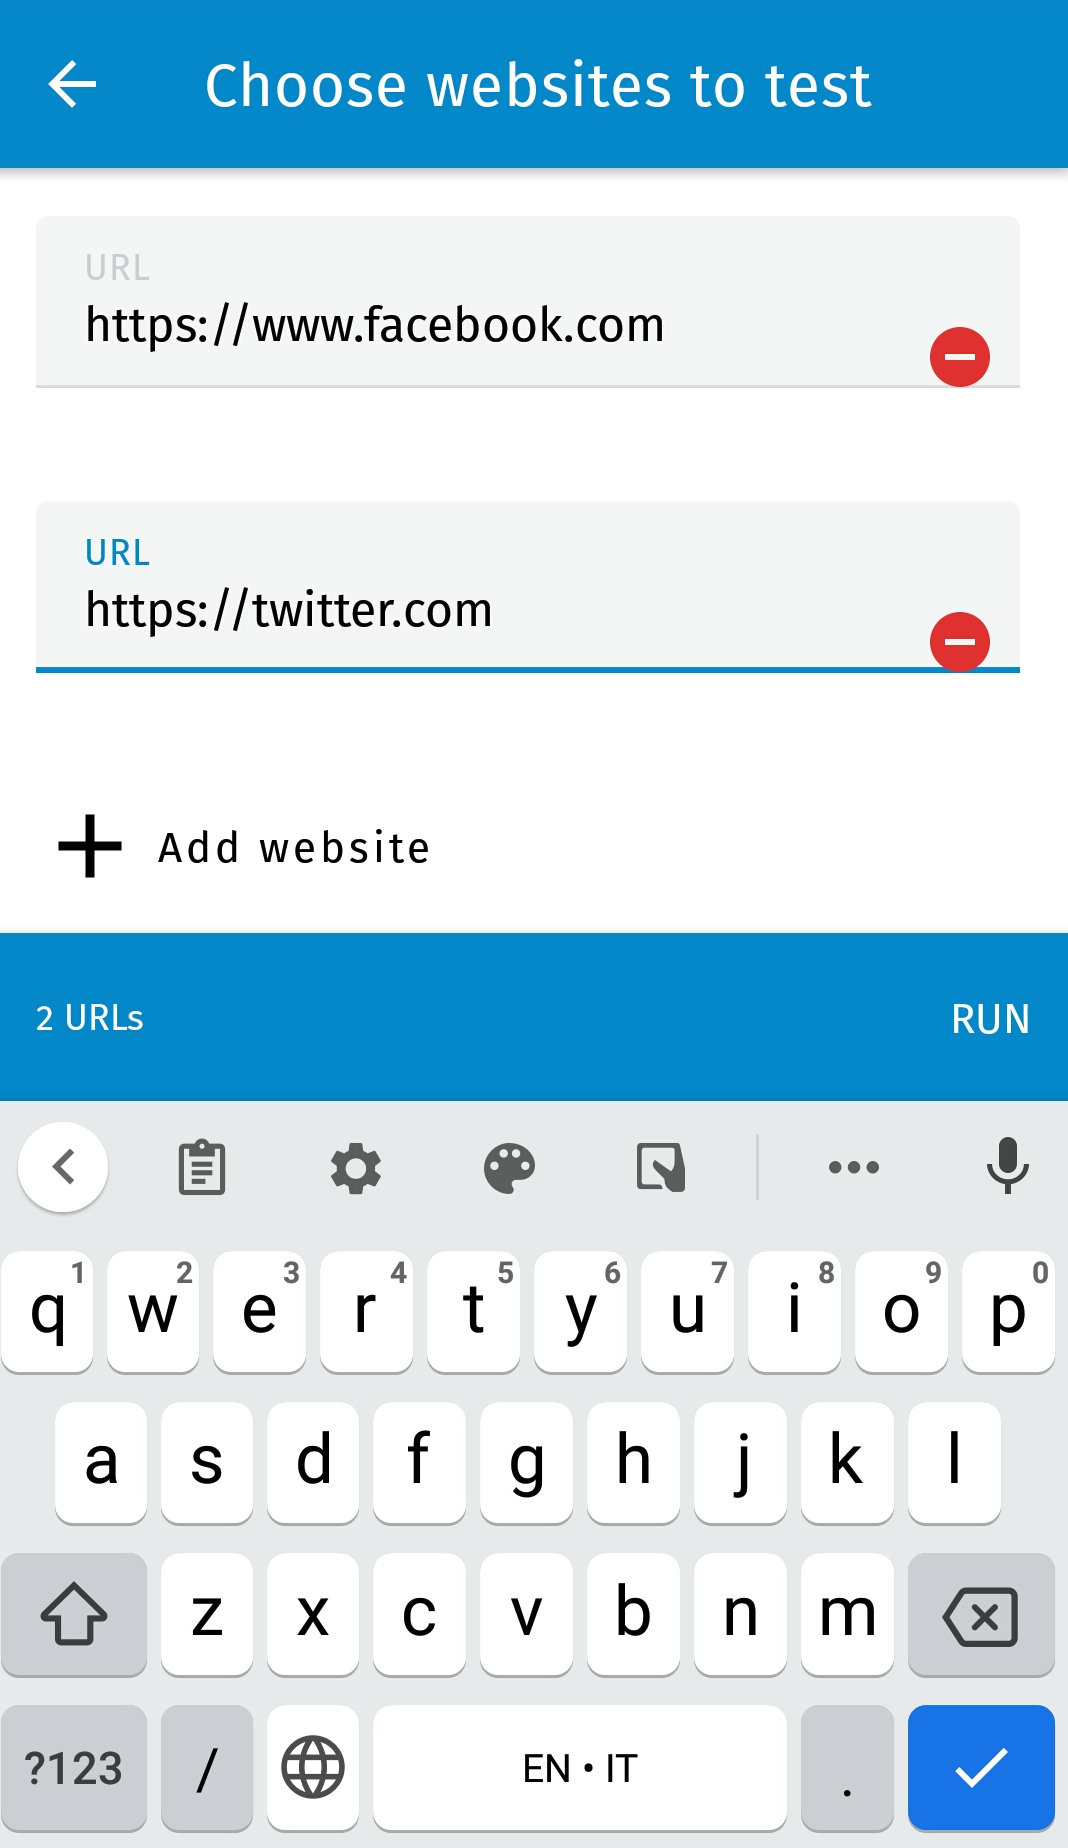 Choose websites to test
URL
https://www.facebook.com
URL
https://twitter.com
Add website
2 URLs RUN
1 2 3 4 5 6 7 8 9 0
q w e r t y u i o p
a s d f g h j k l
z x c v b n m
?123 / EN • IT .